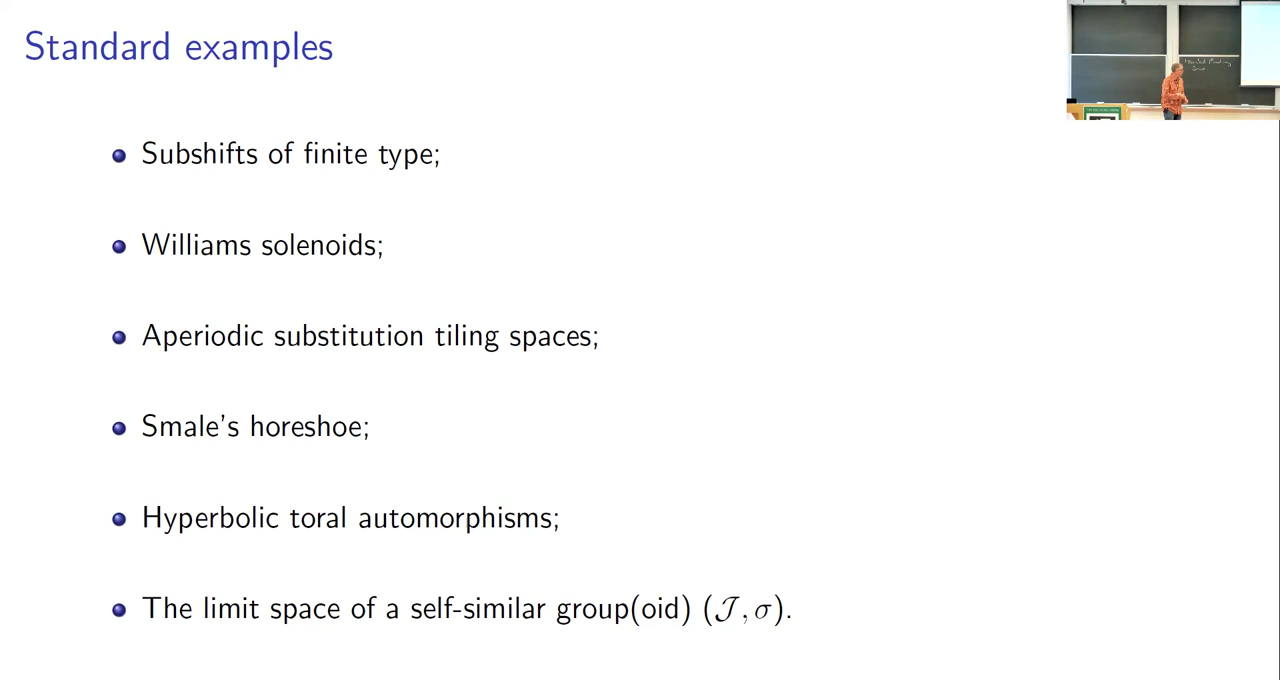 Standard examples
Subshifts of finite type;
Williams solenoids;
Aperiodic substitution tiling spaces;
Smale's horeshoe;
Hyperbolic toral automorphisms;
The limit space of a self-similar group(oid) (𝒥, σ).